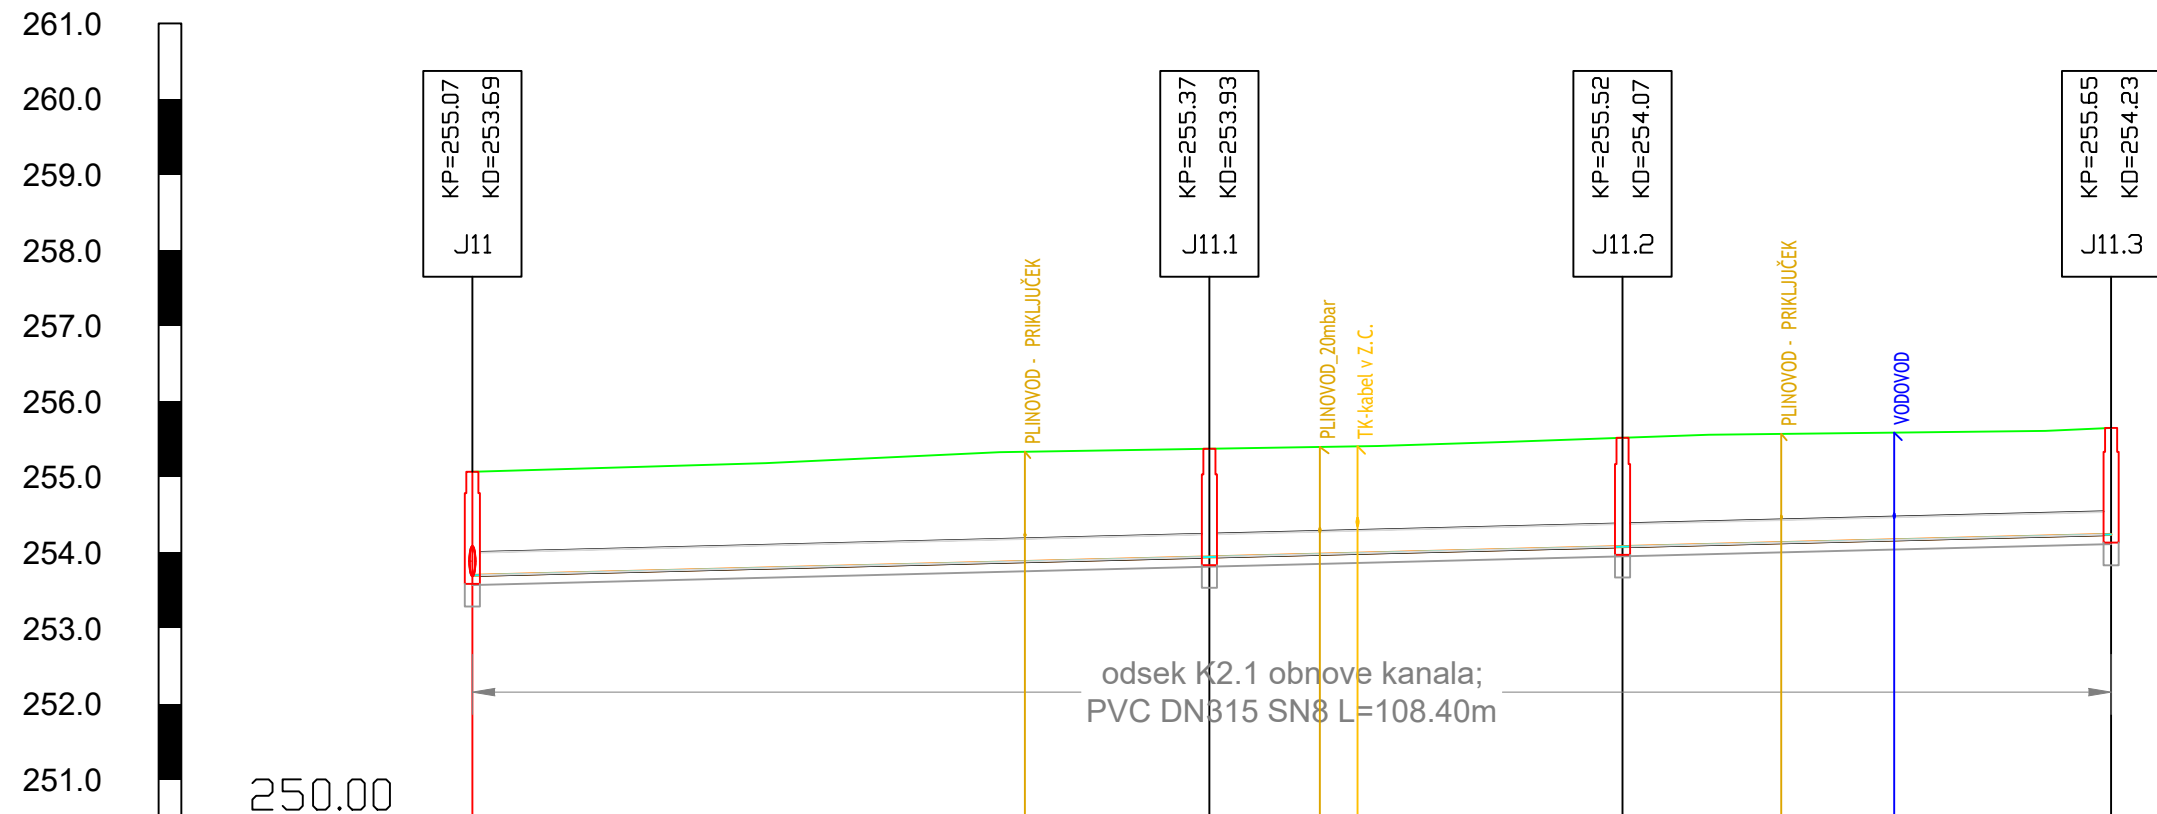 261.0
260.0
259.0
258.0
257.0
256.0
255.0
254.0
253.0
252.0
251.0
250.00
KP=255.07
KD=253.69
J11
KP=255.37
KD=253.93
J11.1
KP=255.52
KD=254.07
J11.2
KP=255.65
KD=254.23
J11.3
PLINOVOD - PRIKLJUČEK
PLINOVOD_20mbar
TK-kabel v Z.C.
PLINOVOD - PRIKLJUČEK
VODOVOD
odsek K2.1 obnove kanala;
PVC DN315 SN8 L=108.40m